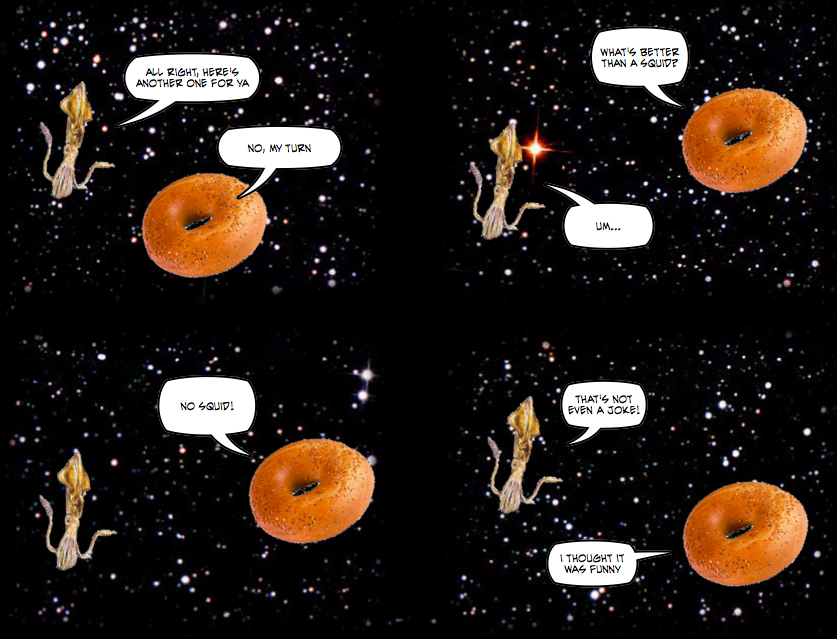 ALL RIGHT, HERE'S
ANOTHER ONE FOR YA
NO, MY TURN
WHAT'S BETTER
THAN A SQUID?
UM...
NO SQUID!
THAT'S NOT
EVEN A JOKE!
I THOUGHT IT
WAS FUNNY